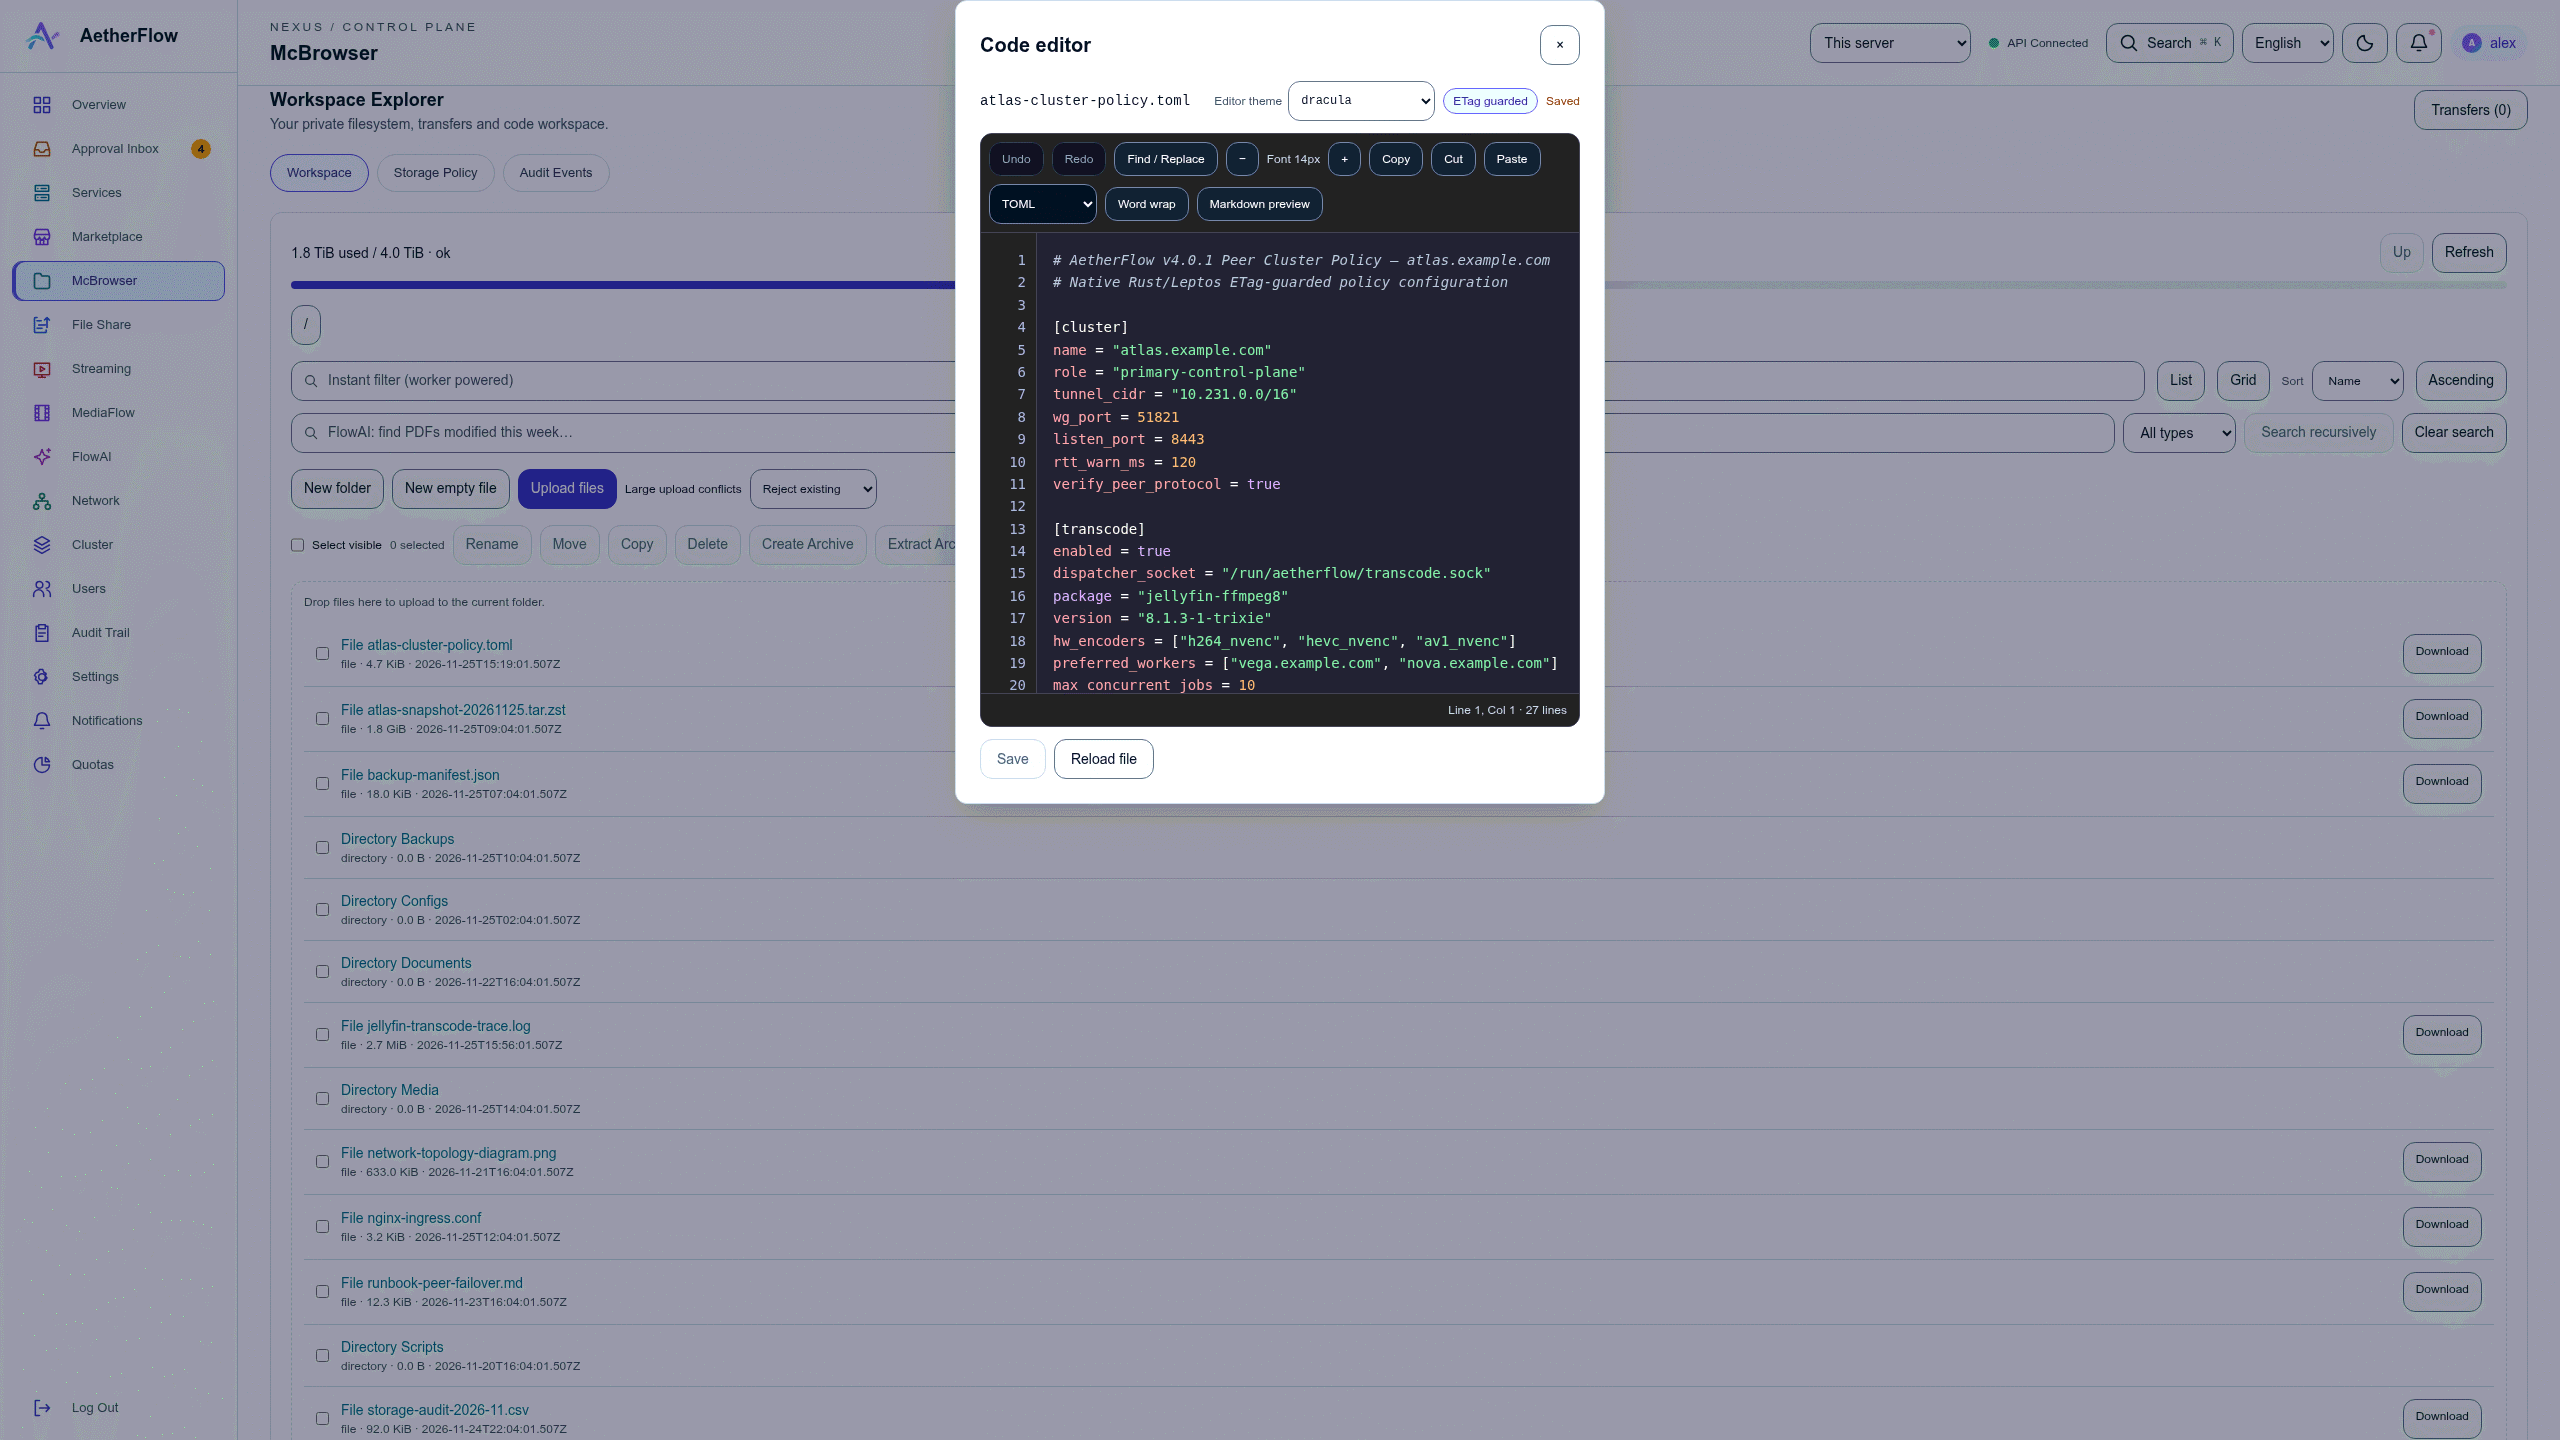 AetherFlow
Overview
Approval Inbox 4
Services
Marketplace
McBrowser
File Share
Streaming
MediaFlow
FlowAI
Network
Cluster
Users
Audit Trail
Settings
Notifications
Quotas
Log Out
NEXUS / CONTROL PLANE
McBrowser
This server API Connected Search ⌘ K English A alex
Workspace Explorer
Your private filesystem, transfers and code workspace.
Transfers (0)
Workspace Storage Policy Audit Events
1.8 TiB used / 4.0 TiB · ok
Up Refresh
/
Instant filter (worker powered)
List Grid Sort Name Ascending
FlowAI: find PDFs modified this week…
All types Search recursively Clear search
New folder New empty file Upload files Large upload conflicts Reject existing
Select visible 0 selected Rename Move Copy Delete Create Archive Extract Arc
Drop files here to upload to the current folder.
File atlas-cluster-policy.toml
file · 4.7 KiB · 2026-11-25T15:19:01.507Z
Download
File atlas-snapshot-20261125.tar.zst
file · 1.8 GiB · 2026-11-25T09:04:01.507Z
Download
File backup-manifest.json
file · 18.0 KiB · 2026-11-25T07:04:01.507Z
Download
Directory Backups
directory · 0.0 B · 2026-11-25T10:04:01.507Z
Directory Configs
directory · 0.0 B · 2026-11-25T02:04:01.507Z
Directory Documents
directory · 0.0 B · 2026-11-22T16:04:01.507Z
File jellyfin-transcode-trace.log
file · 2.7 MiB · 2026-11-25T15:56:01.507Z
Download
Directory Media
directory · 0.0 B · 2026-11-25T14:04:01.507Z
File network-topology-diagram.png
file · 633.0 KiB · 2026-11-21T16:04:01.507Z
Download
File nginx-ingress.conf
file · 3.2 KiB · 2026-11-25T12:04:01.507Z
Download
File runbook-peer-failover.md
file · 12.3 KiB · 2026-11-23T16:04:01.507Z
Download
Directory Scripts
directory · 0.0 B · 2026-11-20T16:04:01.507Z
File storage-audit-2026-11.csv
file · 92.0 KiB · 2026-11-24T22:04:01.507Z
Download
Code editor ×
atlas-cluster-policy.toml Editor theme dracula ETag guarded Saved
Undo Redo Find / Replace − Font 14px + Copy Cut Paste
TOML Word wrap Markdown preview
1 # AetherFlow v4.0.1 Peer Cluster Policy — atlas.example.com
2 # Native Rust/Leptos ETag-guarded policy configuration
3
4 [cluster]
5 name = "atlas.example.com"
6 role = "primary-control-plane"
7 tunnel_cidr = "10.231.0.0/16"
8 wg_port = 51821
9 listen_port = 8443
10 rtt_warn_ms = 120
11 verify_peer_protocol = true
12
13 [transcode]
14 enabled = true
15 dispatcher_socket = "/run/aetherflow/transcode.sock"
16 package = "jellyfin-ffmpeg8"
17 version = "8.1.3-1-trixie"
18 hw_encoders = ["h264_nvenc", "hevc_nvenc", "av1_nvenc"]
19 preferred_workers = ["vega.example.com", "nova.example.com"]
20 max_concurrent_jobs = 10
Line 1, Col 1 · 27 lines
Save Reload file